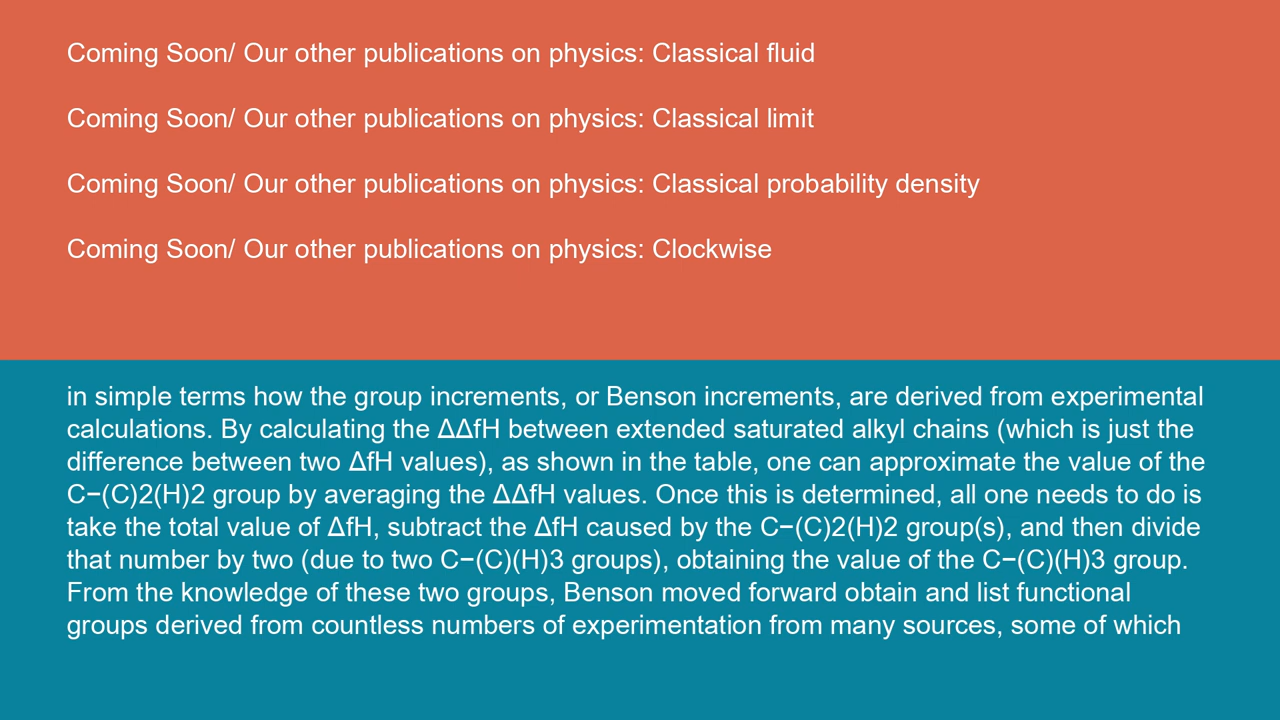 Coming Soon/ Our other publications on physics: Classical fluid
Coming Soon/ Our other publications on physics: Classical limit
Coming Soon/ Our other publications on physics: Classical probability density
Coming Soon/ Our other publications on physics: Clockwise
in simple terms how the group increments, or Benson increments, are derived from experimental
calculations. By calculating the ΔΔfH between extended saturated alkyl chains (which is just the
difference between two ΔfH values), as shown in the table, one can approximate the value of the
C−(C)2(H)2 group by averaging the ΔΔfH values. Once this is determined, all one needs to do is
take the total value of ΔfH, subtract the ΔfH caused by the C−(C)2(H)2 group(s), and then divide
that number by two (due to two C−(C)(H)3 groups), obtaining the value of the C−(C)(H)3 group.
From the knowledge of these two groups, Benson moved forward obtain and list functional
groups derived from countless numbers of experimentation from many sources, some of which